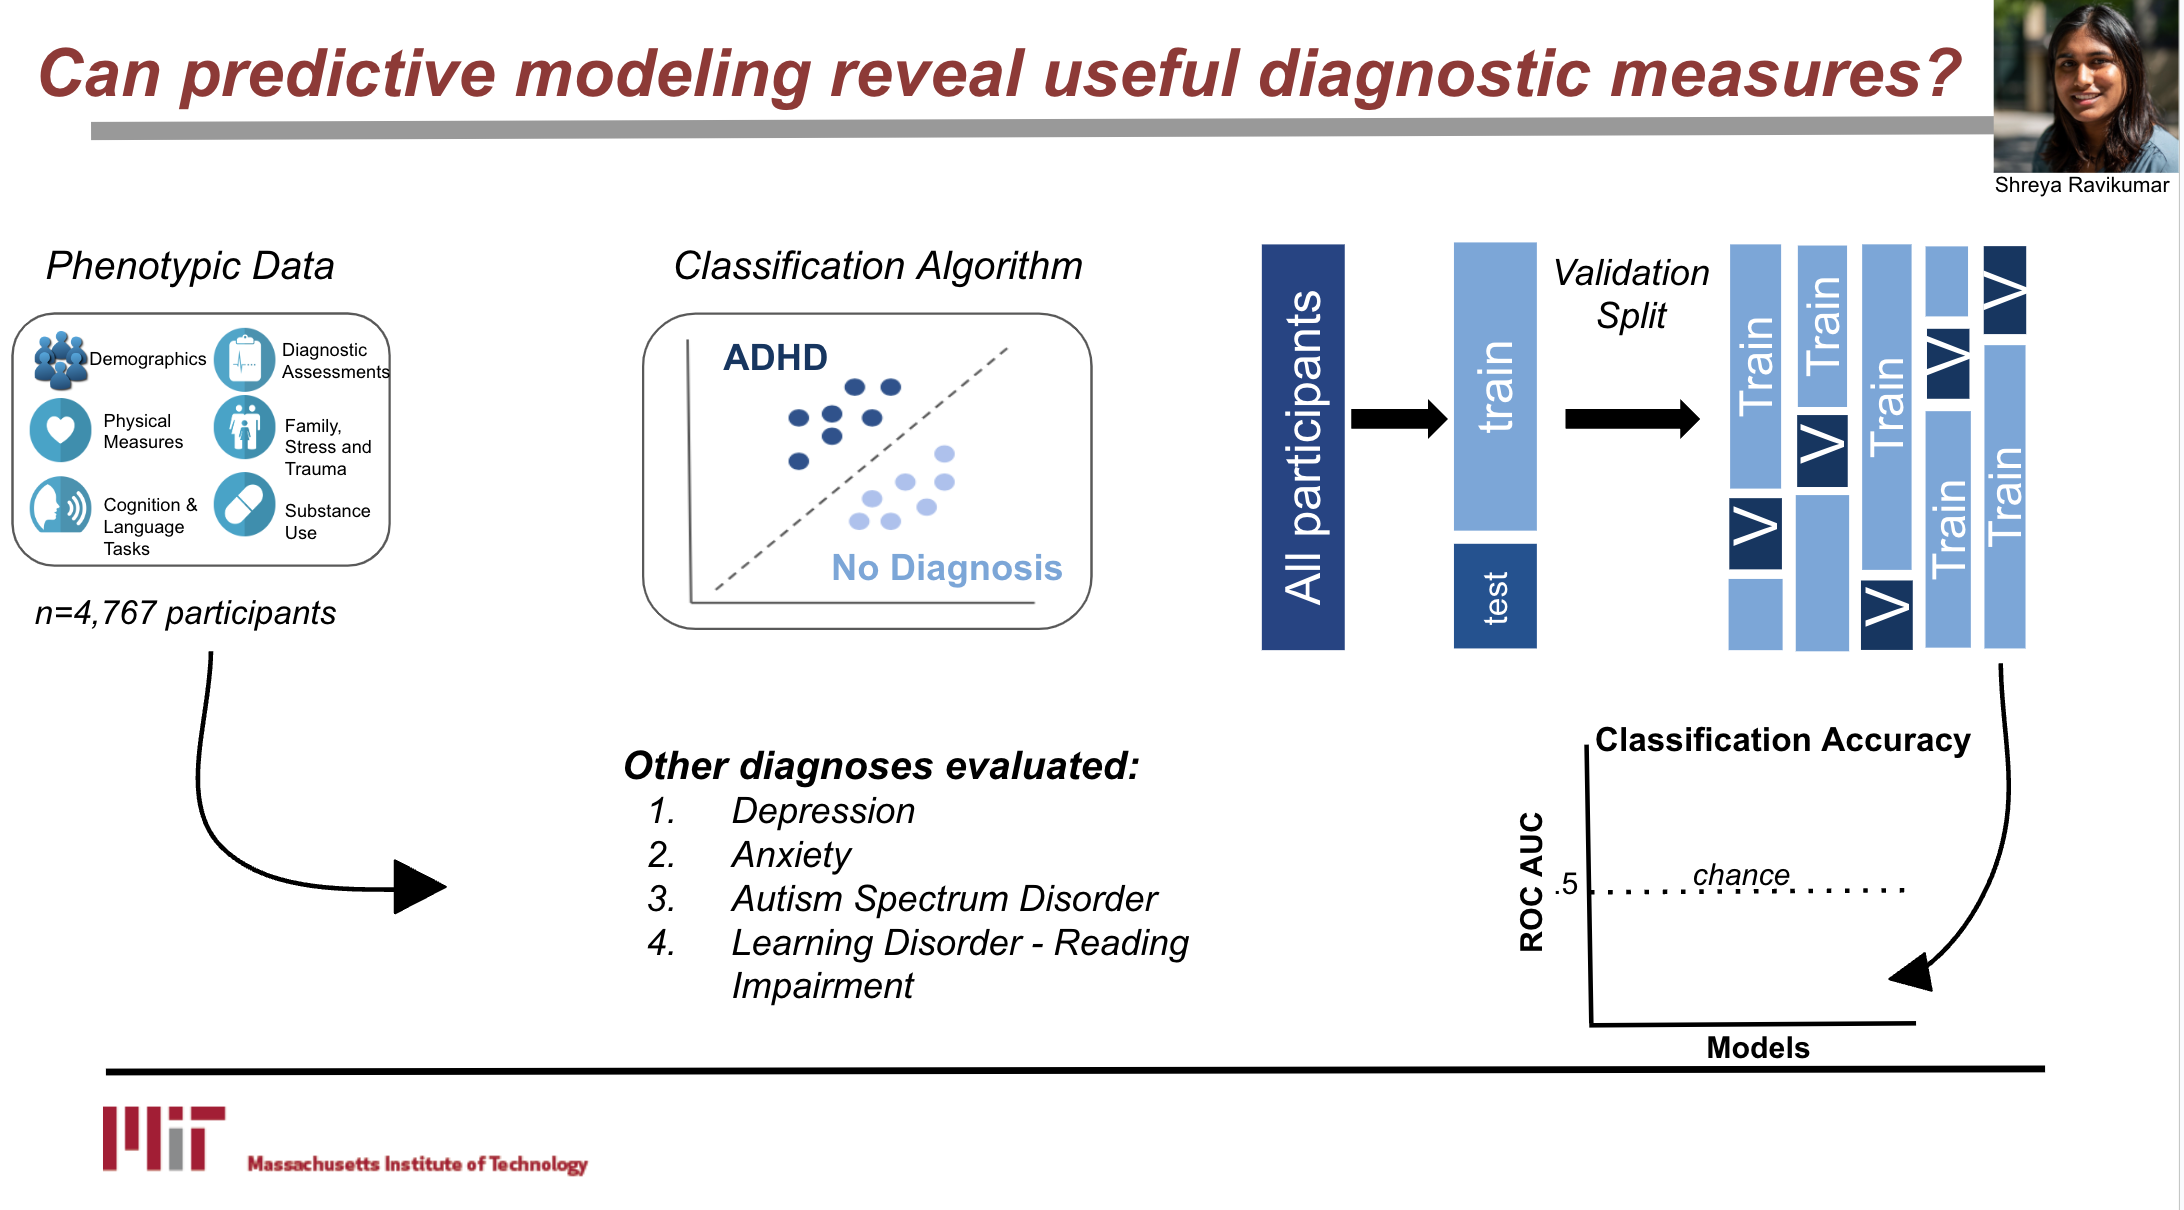 Can predictive modeling reveal useful diagnostic measures?
Shreya Ravikumar
Phenotypic Data
Demographics
Diagnostic
Assessments
Physical
Measures
Family,
Stress and
Trauma
Cognition &
Language
Tasks
Substance
Use
n=4,767 participants
Classification Algorithm
ADHD
No Diagnosis
All participants
train
test
Validation
Split
Train
V
Train
V
Train
V
V
Train
V
Train
Other diagnoses evaluated:
1. Depression
2. Anxiety
3. Autism Spectrum Disorder
4. Learning Disorder - Reading
Impairment
Classification Accuracy
ROC AUC
.5
chance
Models
MIT
Massachusetts Institute of Technology